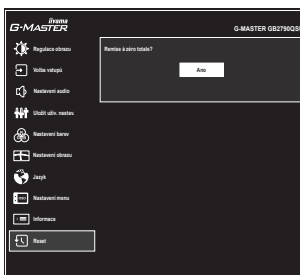 iiyama
G-MASTER
G-MASTER GB2790QS
Regulace obrazu
Remise à zéro totale?
Ano
Volba vstupů
Nastavení audio
Uložit uživ. nastav.
Nastavení barev
Nastavení obrazu
Jazyk
OSD
Nastavení menu
Informace
Reset